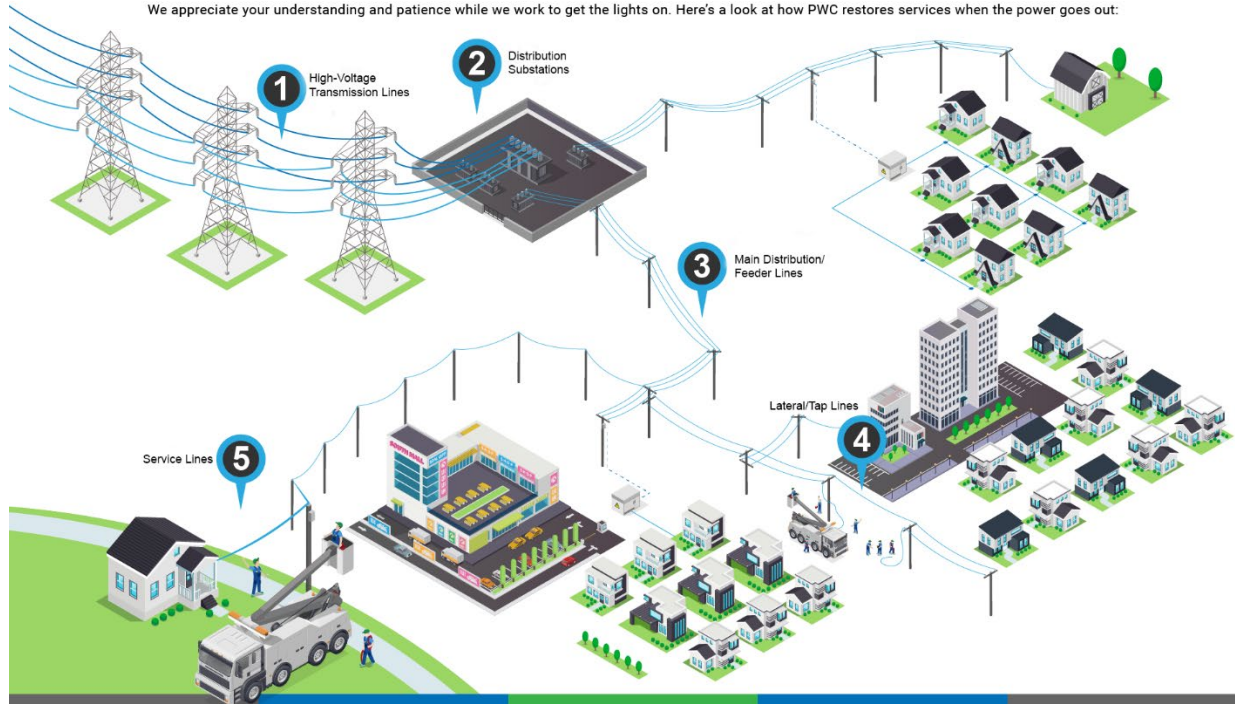 We appreciate your understanding and patience while we work to get the lights on. Here's a look at how PWC restores services when the power goes out:
1
High-Voltage
Transmission Lines
2
Distribution
Substations
3
Main Distribution/
Feeder Lines
Lateral/Tap Lines
4
Service Lines
5
SOUTH MALL